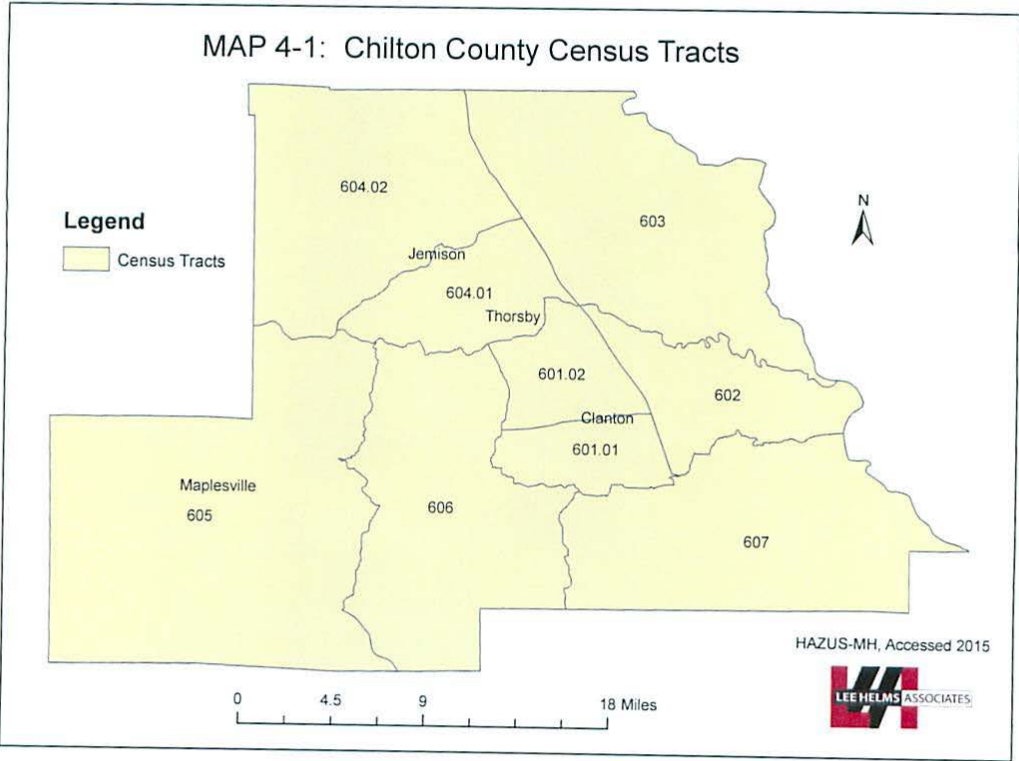 MAP 4-1: Chilton County Census Tracts
604.02
603
N
Legend
Census Tracts
Jemison
604.01
Thorsby
601.02
602
Clanton
601.01
Maplesville
605
606
607
HAZUS-MH, Accessed 2015
0 4.5 9 18 Miles
LEE HELMS ASSOCIATES